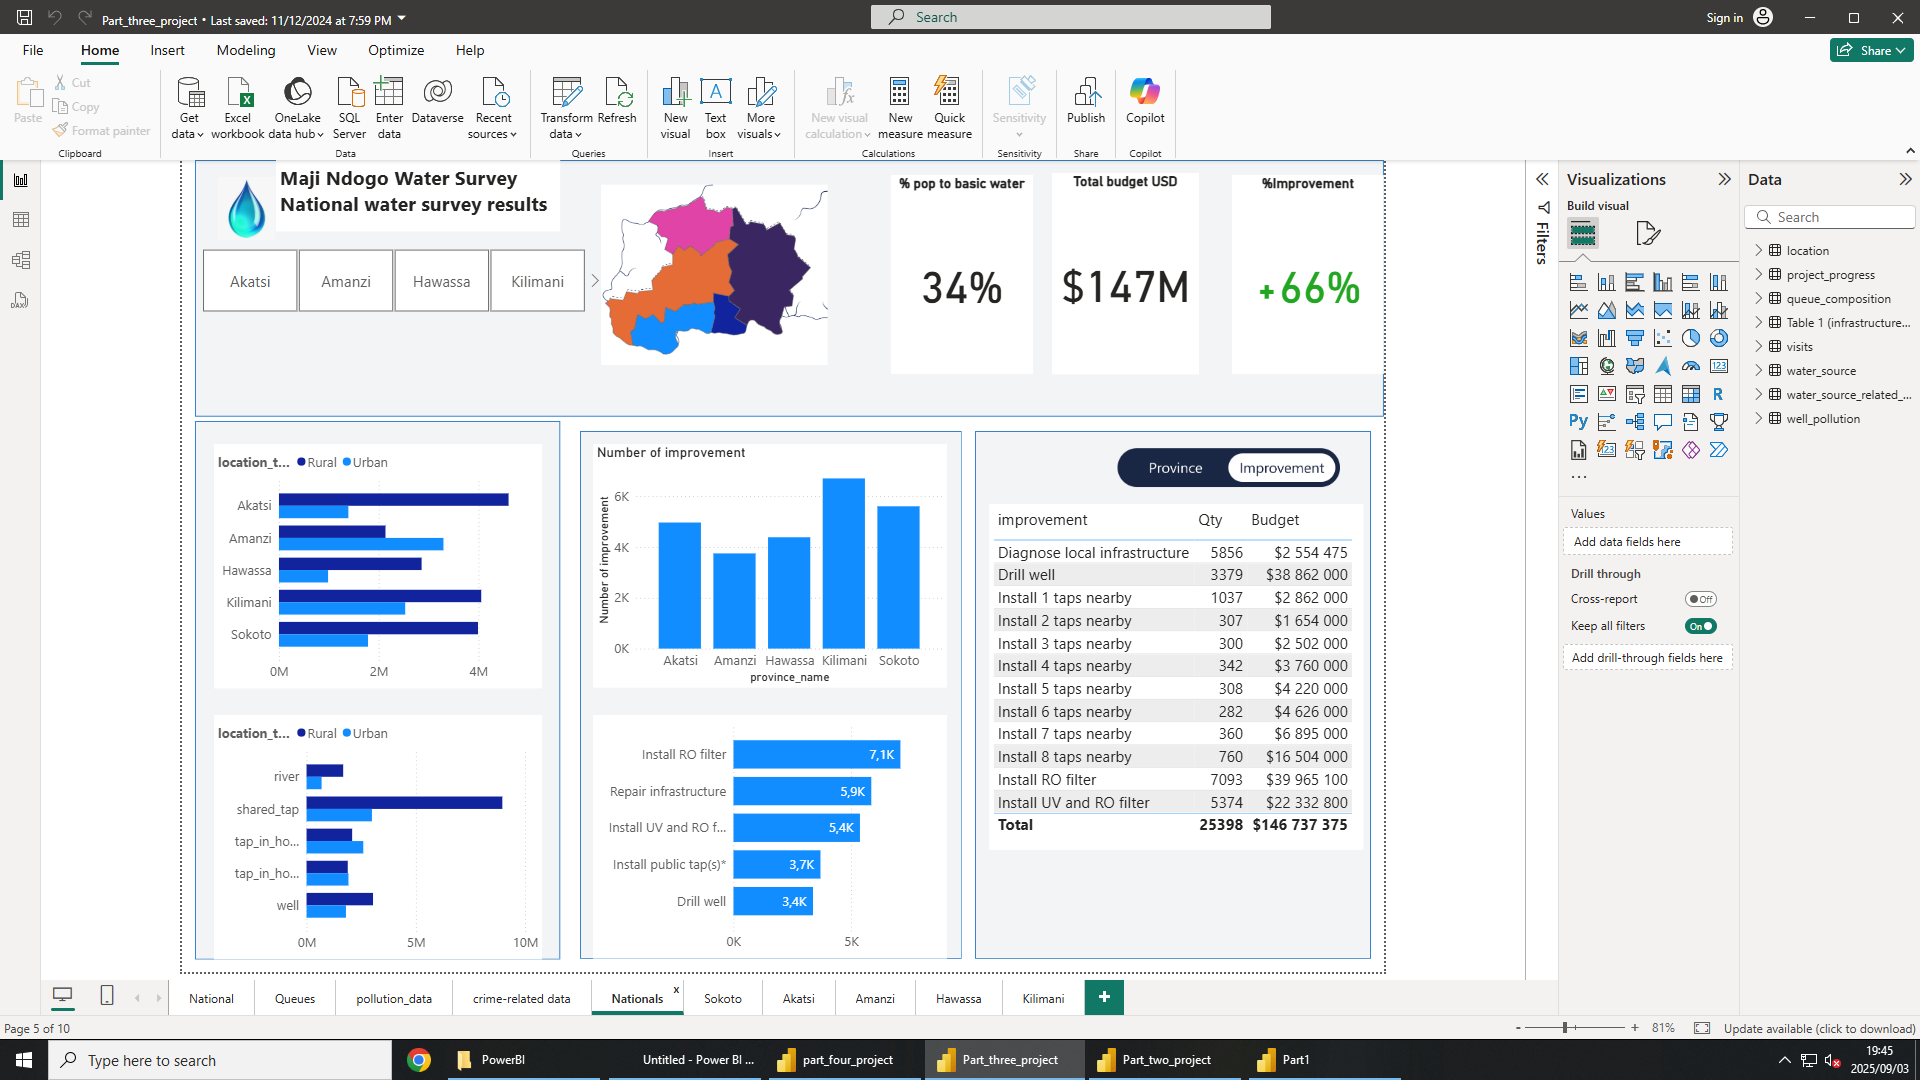 Part_three_project • Last saved: 11/12/2024 at 7:59 PM
Search
Sign in
File Home Insert Modeling View Optimize Help
Share
Paste
Cut
Copy
Format painter
Clipboard
Get data
Excel workbook
OneLake data hub
SQL Server
Enter data
Dataverse
Recent sources
Data
Transform data
Refresh
Queries
New visual
Text box
More visuals
Insert
New visual calculation
New measure
Quick measure
Calculations
Sensitivity
Sensitivity
Publish
Share
Copilot
Copilot
Maji Ndogo Water Survey
National water survey results
Akatsi
Amanzi
Hawassa
Kilimani
% pop to basic water
34%
Total budget USD
$147M
%Improvement
+66%
location_t... Rural Urban
Akatsi
Amanzi
Hawassa
Kilimani
Sokoto
0M 2M 4M
location_t... Rural Urban
river
shared_tap
tap_in_ho...
tap_in_ho...
well
0M 5M 10M
Number of improvement
Number of improvement
6K
4K
2K
0K
Akatsi Amanzi Hawassa Kilimani Sokoto
province_name
Install RO filter 7,1K
Repair infrastructure 5,9K
Install UV and RO f... 5,4K
Install public tap(s)* 3,7K
Drill well 3,4K
0K 5K
Province Improvement
improvement Qty Budget
Diagnose local infrastructure 5856 $2 554 475
Drill well 3379 $38 862 000
Install 1 taps nearby 1037 $2 862 000
Install 2 taps nearby 307 $1 654 000
Install 3 taps nearby 300 $2 502 000
Install 4 taps nearby 342 $3 760 000
Install 5 taps nearby 308 $4 220 000
Install 6 taps nearby 282 $4 626 000
Install 7 taps nearby 360 $6 895 000
Install 8 taps nearby 760 $16 504 000
Install RO filter 7093 $39 965 100
Install UV and RO filter 5374 $22 332 800
Total 25398 $146 737 375
Filters
Visualizations
Build visual
123
R
Py
123
...
Values
Add data fields here
Drill through
Cross-report
Off
Keep all filters
On
Add drill-through fields here
Data
Search
location
project_progress
queue_composition
Table 1 (infrastructure...
visits
water_source
water_source_related_...
well_pollution
DAX
National Queues pollution_data crime-related data Nationals x Sokoto Akatsi Amanzi Hawassa Kilimani +
Page 5 of 10
- + 81%
Update available (click to download)
Type here to search
PowerBI
Untitled - Power BI ...
part_four_project
Part_three_project
Part_two_project
Part1
19:45
2025/09/03